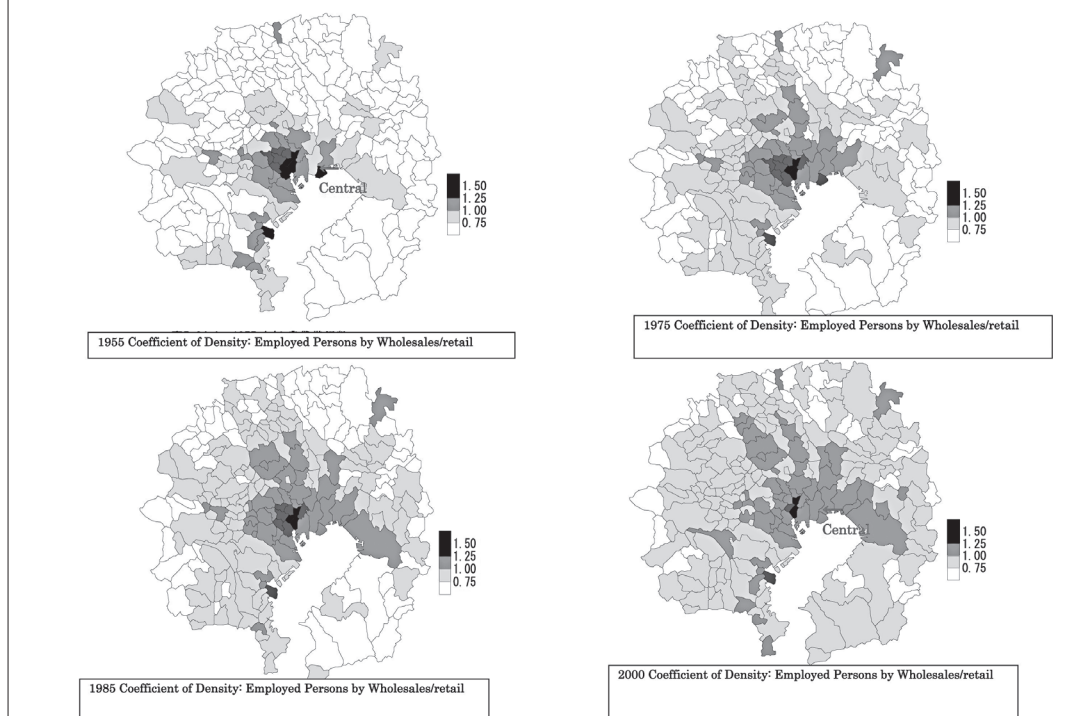 Central
1.50
1.25
1.00
0.75
1955 Coefficient of Density: Employed Persons by Wholesales/retail
1.50
1.25
1.00
0.75
1975 Coefficient of Density: Employed Persons by Wholesales/retail
1.50
1.25
1.00
0.75
1985 Coefficient of Density: Employed Persons by Wholesales/retail
Central
1.50
1.25
1.00
0.75
2000 Coefficient of Density: Employed Persons by Wholesales/retail